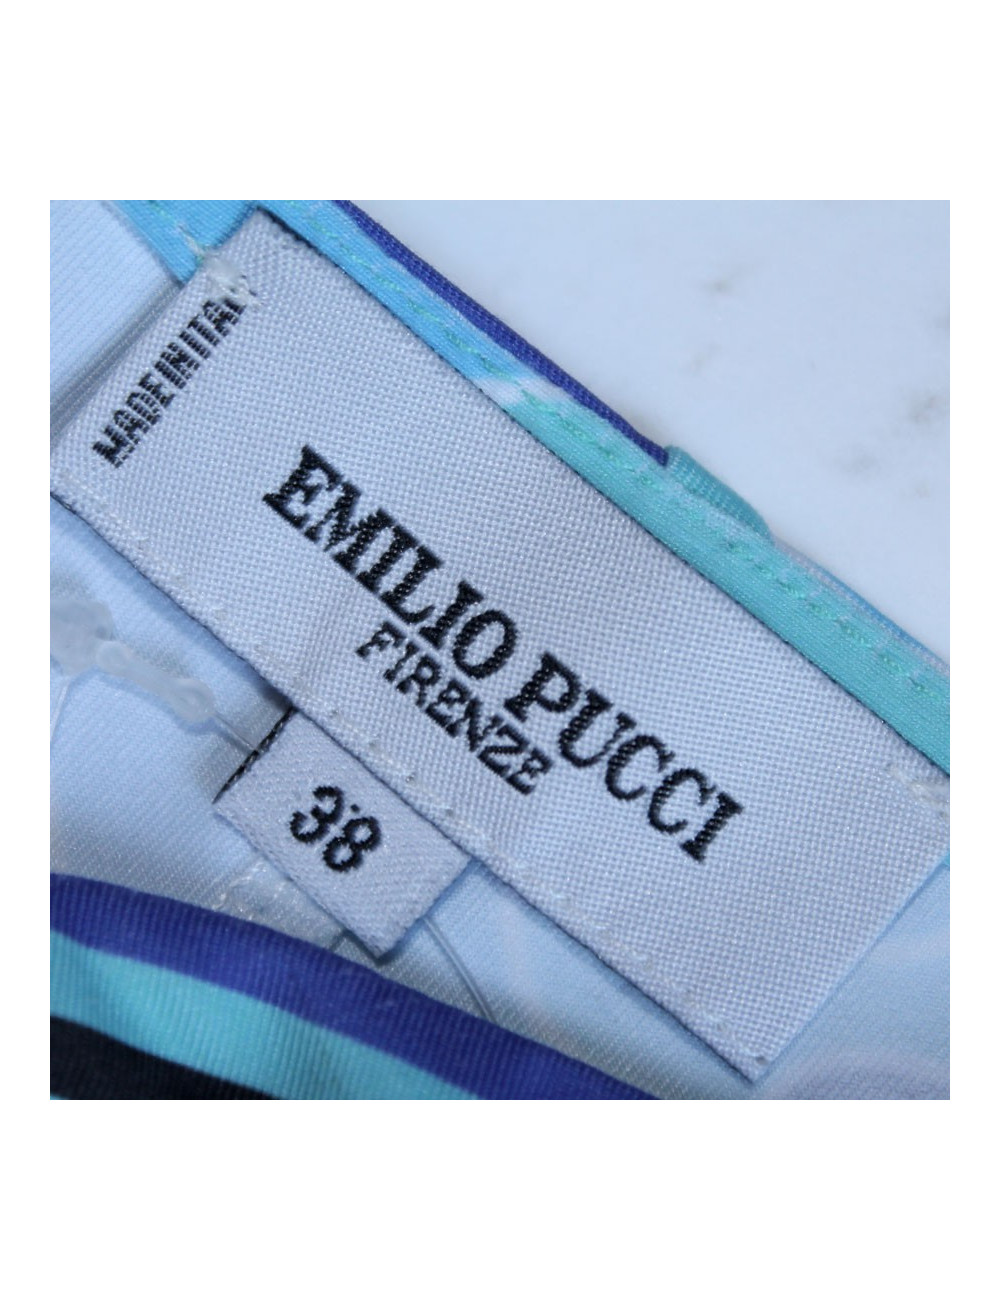 MADE IN ITALY
EMILIO PUCCI
FIRENZE
38